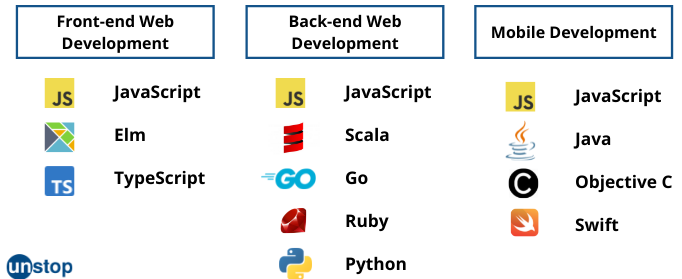 Front-end Web
Development
JS JavaScript
Elm
TS TypeScript
Back-end Web
Development
JS JavaScript
Scala
GO Go
Ruby
Python
Mobile Development
JS JavaScript
Java
C Objective C
Swift
unstop